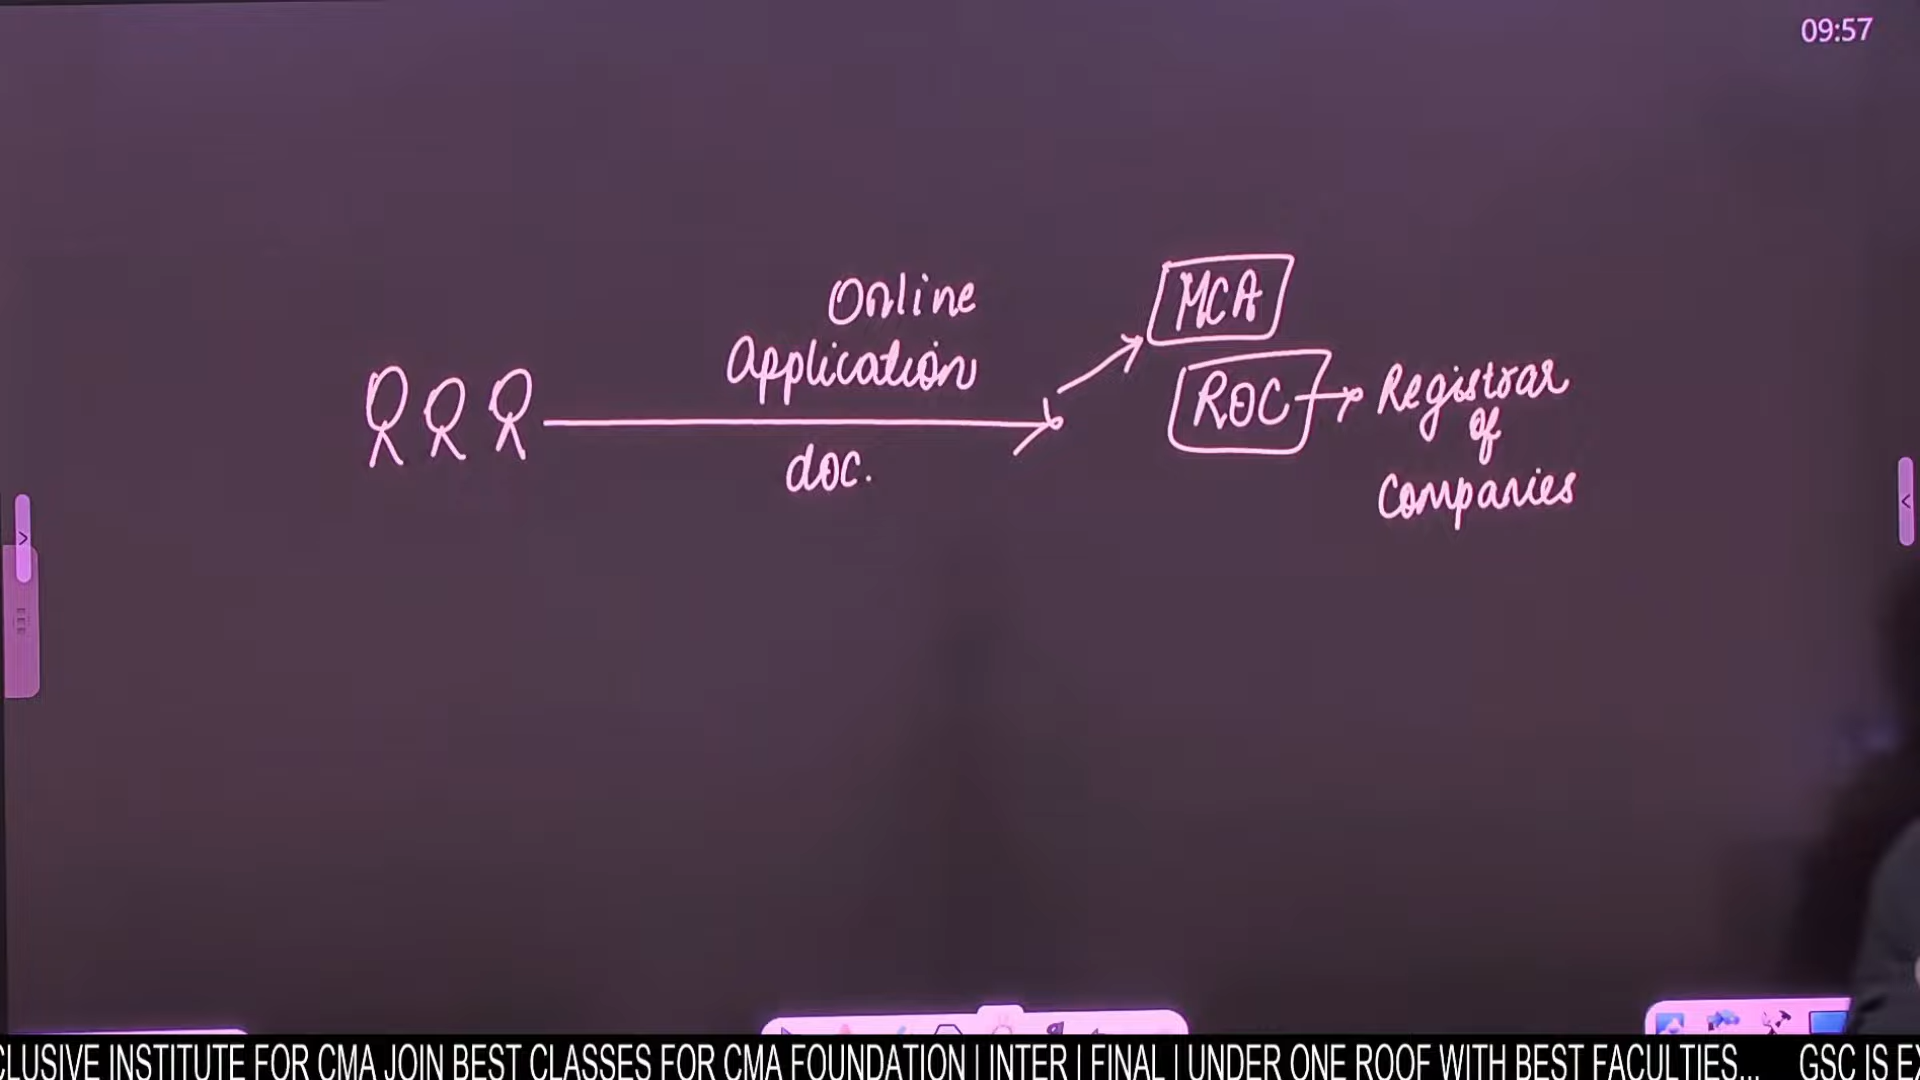 09:57
Online
Application
doc.
MCA
ROC
Registrar
of
Companies
CLUSIVE INSTITUTE FOR CMA JOIN BEST CLASSES FOR CMA FOUNDATION | INTER | FINAL | UNDER ONE ROOF WITH BEST FACULTIES... GSC IS EX